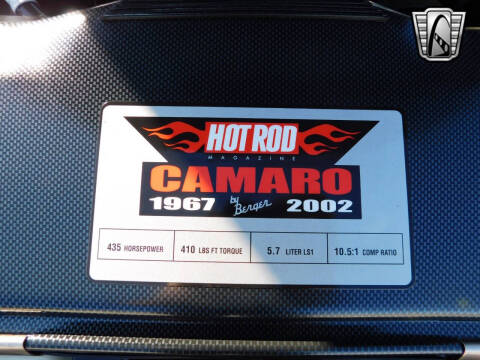 HOT ROD
MAGAZINE
CAMARO
1967 by Berger 2002
435 HORSEPOWER 410 LBS FT TORQUE 5.7 LITER LS1 10.5:1 COMP RATIO